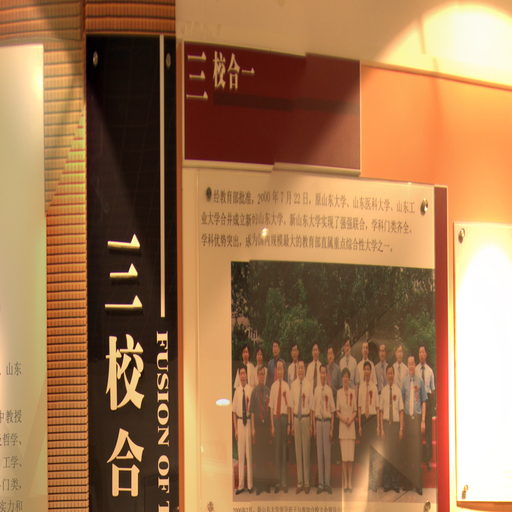 三校合一
经教育部批准，2000年7月22日，原山东大学、山东医科大学、山东工
业大学合并成立新的山东大学。新山东大学实现了强强联合，学科门类齐全、
学科优势突出，成为国内规模最大的教育部直属重点综合性大学之一。
三校合
FUSION OF
山东
中教授
哲学、
工学、
门类，
实力和